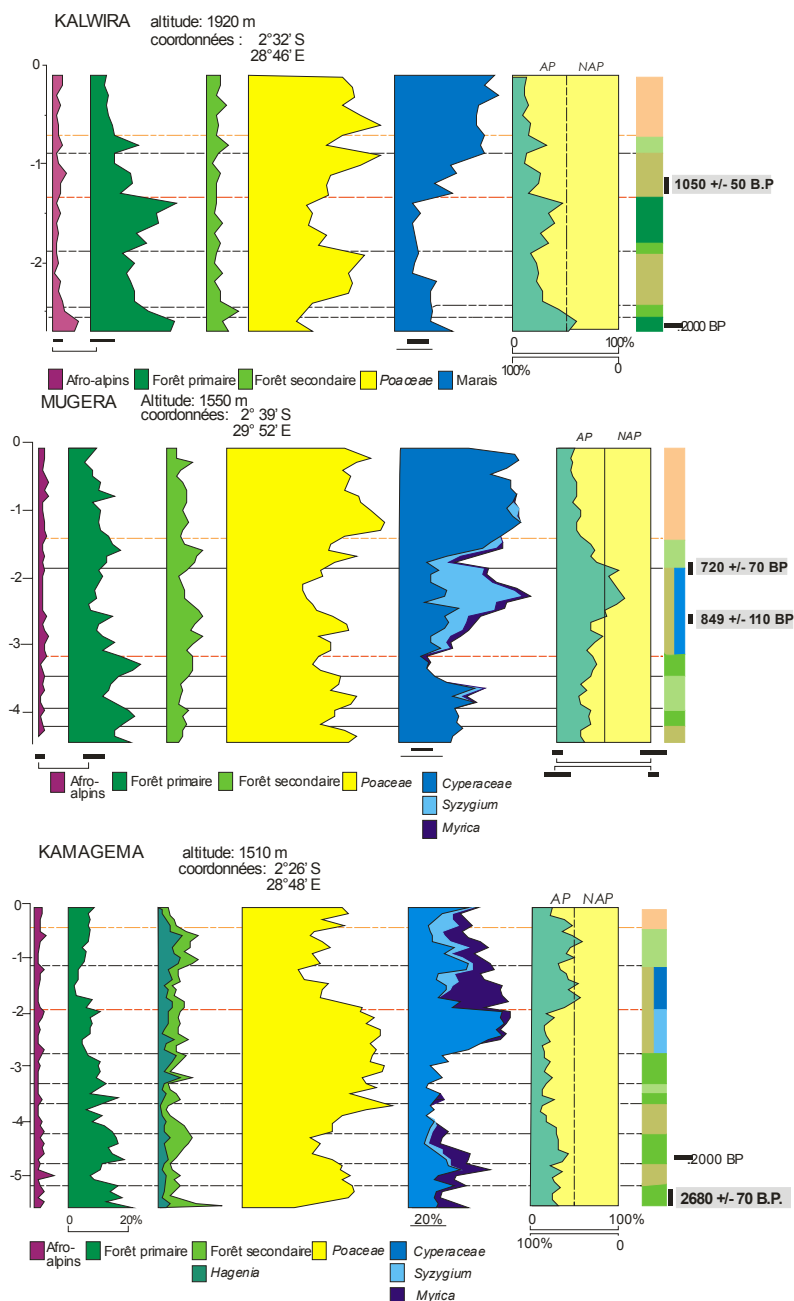 KALWIRA altitude: 1920 m
coordonnées : 2°32' S
28°46' E
AP NAP
0
-1
-2
1050 +/- 50 B.P
.2000 BP
0 100%
100% 0
Afro-alpins Forêt primaire Forêt secondaire Poaceae Marais
MUGERA Altitude: 1550 m
coordonnées: 2° 39' S
29° 52' E
AP NAP
0
-1
-2
-3
-4
720 +/- 70 BP
849 +/- 110 BP
Afro-
alpins Forêt primaire Forêt secondaire Poaceae Cyperaceae
Syzygium
Myrica
KAMAGEMA altitude: 1510 m
coordonnées: 2°26' S
28°48' E
AP NAP
0
-1
-2
-3
-4
-5
.2000 BP
2680 +/- 70 B.P.
0 20% 20% 0 100%
100% 0
Afro-
alpins Forêt primaire Forêt secondaire Poaceae Cyperaceae
Hagenia Syzygium
Myrica